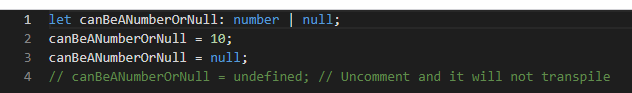 1 let canBeANumberOrNull: number | null;
2 canBeANumberOrNull = 10;
3 canBeANumberOrNull = null;
4 // canBeANumberOrNull = undefined; // Uncomment and it will not transpile